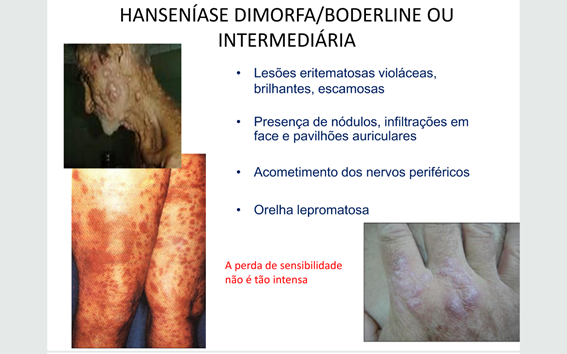 HANSENÍASE DIMORFA/BODERLINE OU
INTERMEDIÁRIA
• Lesões eritematosas violáceas,
brilhantes, escamosas
• Presença de nódulos, infiltrações em
face e pavilhões auriculares
• Acometimento dos nervos periféricos
• Orelha lepromatosa
A perda de sensibilidade
não é tão intensa